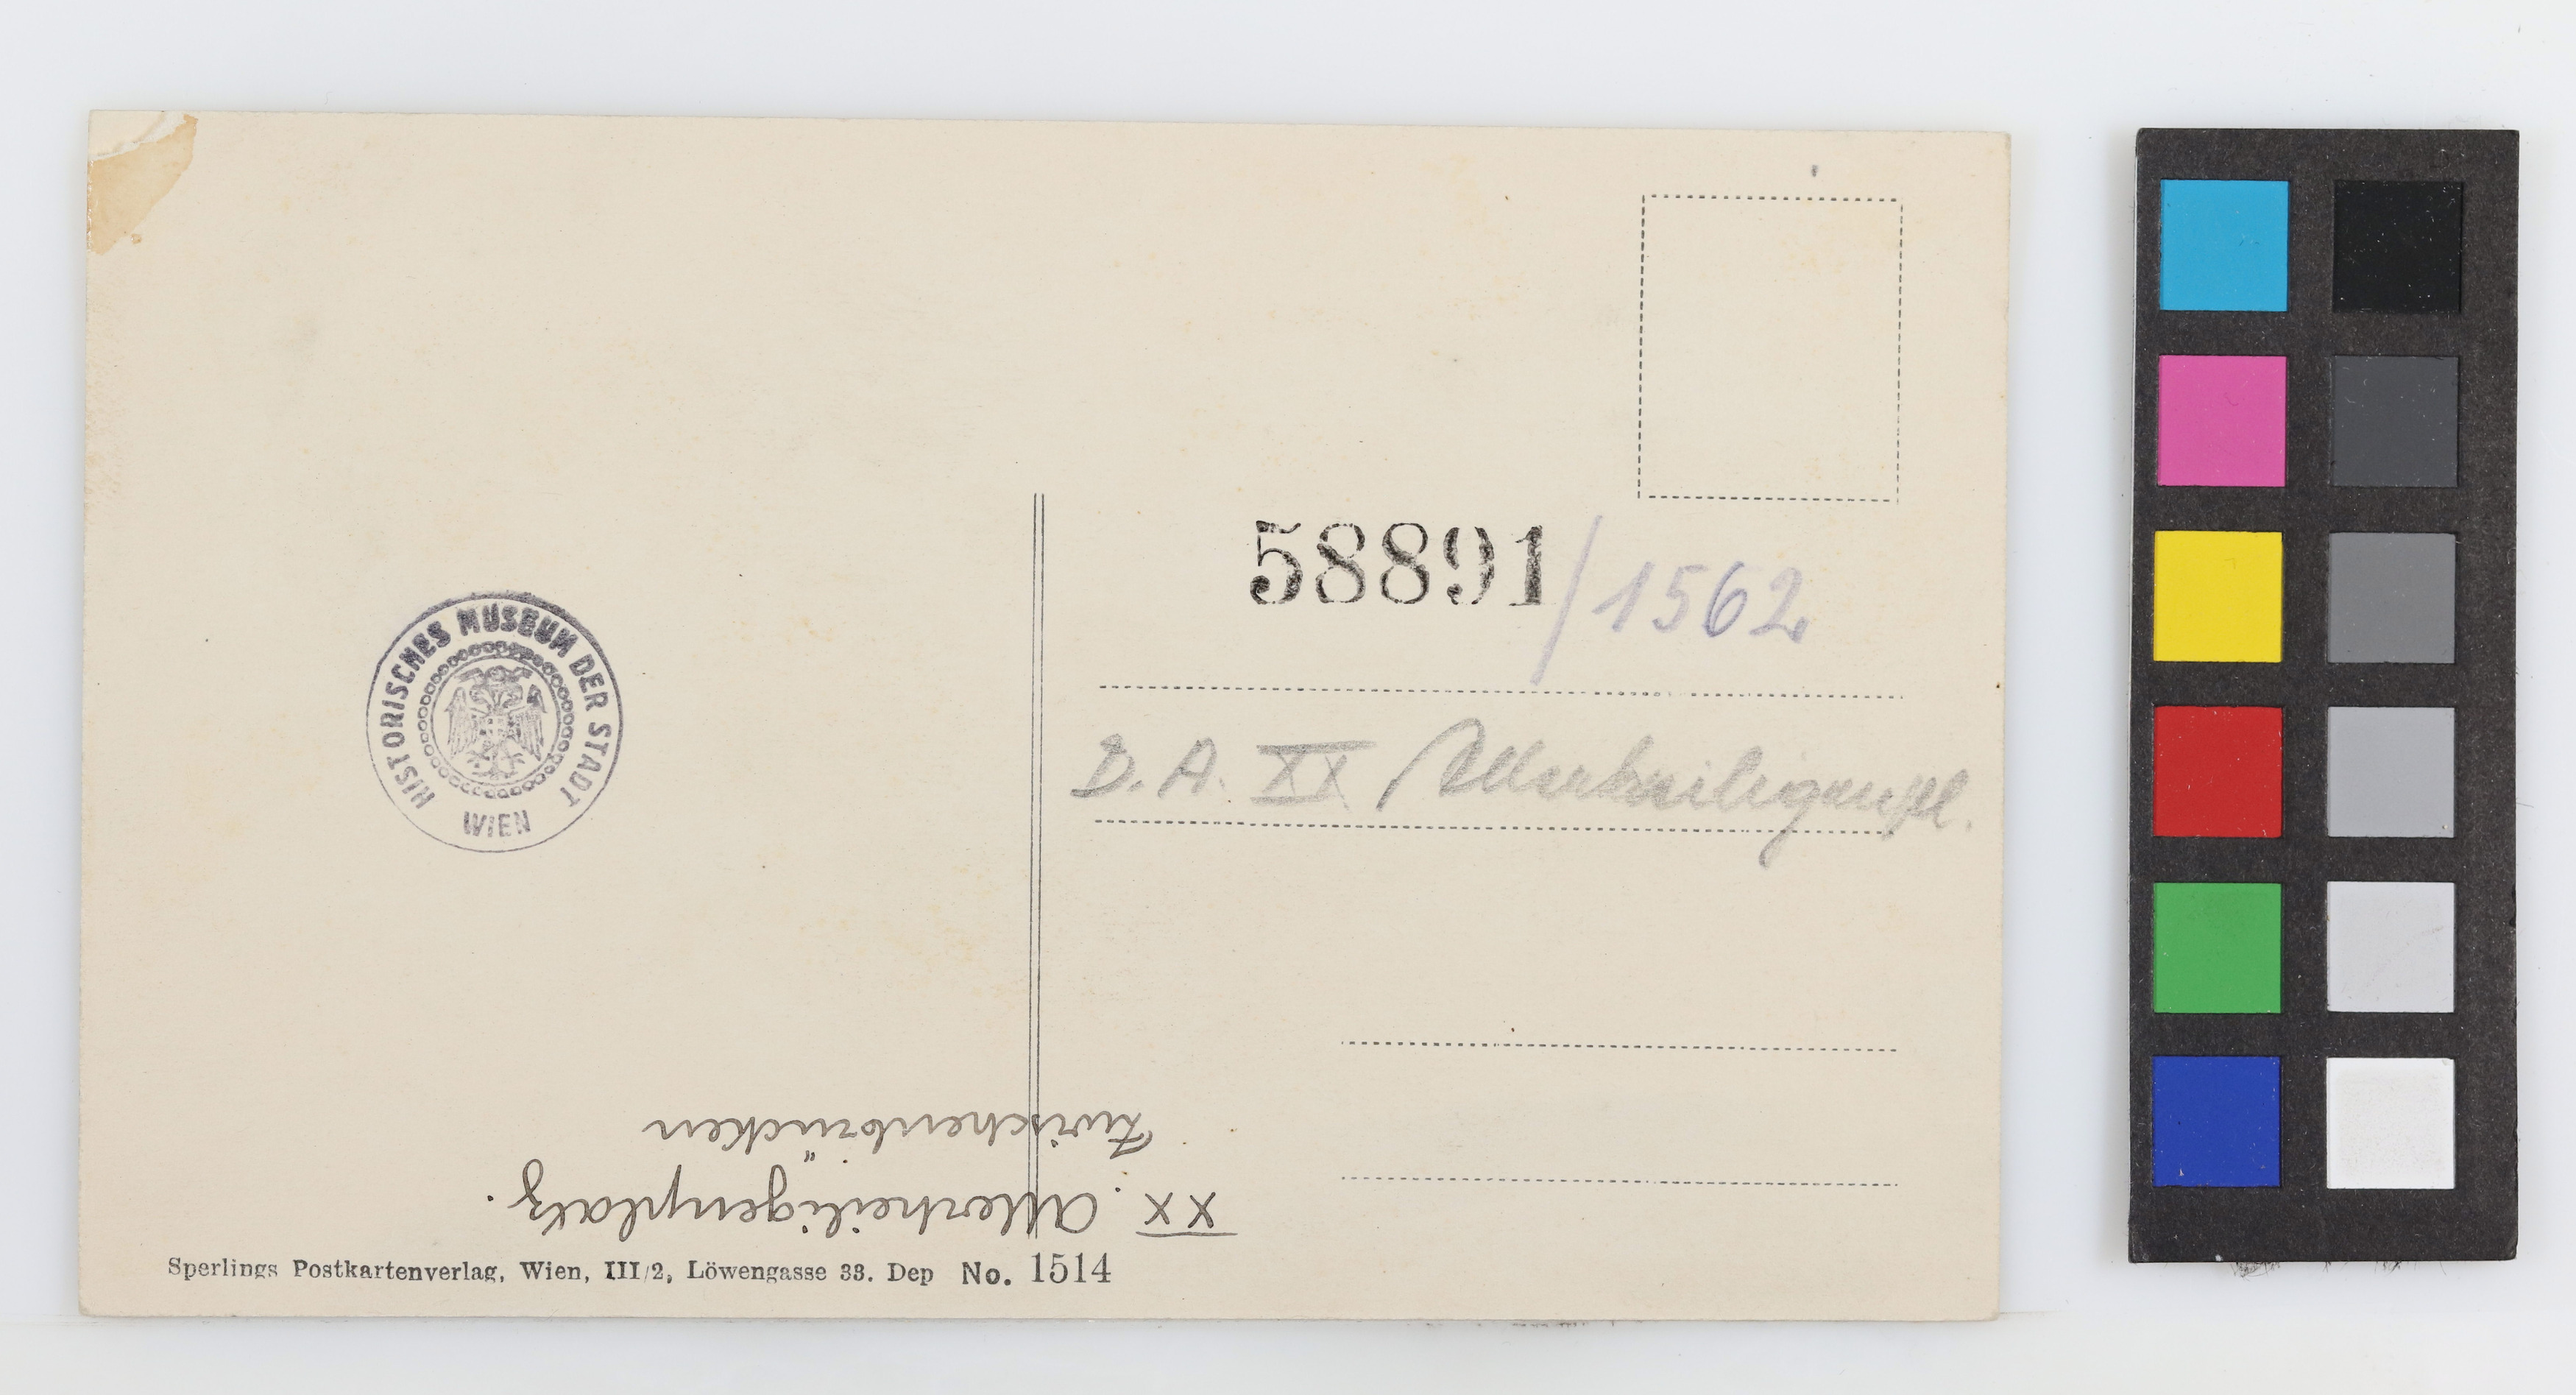 58891/1562
HISTORISCHES MUSEUM DER STADT
WIEN
D. A. XX / Allerheiligenpl.
XX. Allerheiligenplatz.
Zwischenbrücken
Sperlings Postkartenverlag, Wien, III/2, Löwengasse 33. Dep No. 1514